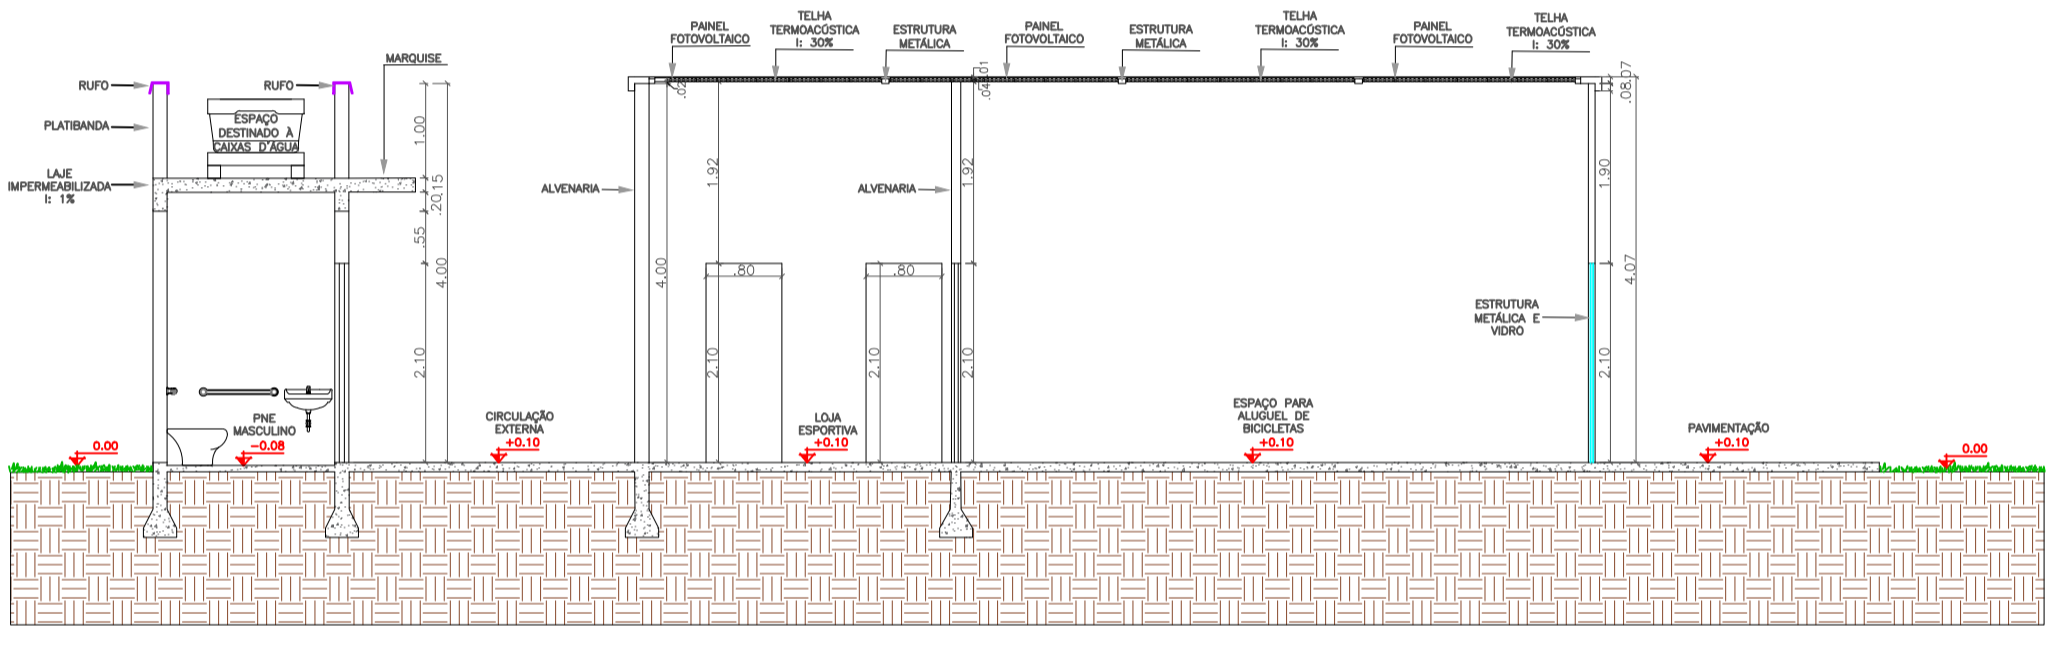 PAINEL
FOTOVOLTAICO
TELHA
TERMOACÚSTICA
I: 30%
ESTRUTURA
METÁLICA
PAINEL
FOTOVOLTAICO
ESTRUTURA
METÁLICA
TELHA
TERMOACÚSTICA
I: 30%
PAINEL
FOTOVOLTAICO
TELHA
TERMOACÚSTICA
I: 30%
MARQUISE
RUFO
RUFO
PLATIBANDA
ESPAÇO
DESTINADO À
CAIXAS D'ÁGUA
LAJE
IMPERMEABILIZADA
I: 1%
1.00
.15
.20
.55
4.00
2.10
ALVENARIA
.02
4.00
1.92
2.10
.80
.80
2.10
ALVENARIA
1.92
2.10
.04
.01
.07
.08
1.90
4.07
2.10
ESTRUTURA
METÁLICA E
VIDRO
0.00
PNE
MASCULINO
-0.08
CIRCULAÇÃO
EXTERNA
+0.10
LOJA
ESPORTIVA
+0.10
ESPAÇO PARA
ALUGUEL DE
BICICLETAS
+0.10
PAVIMENTAÇÃO
+0.10
0.00